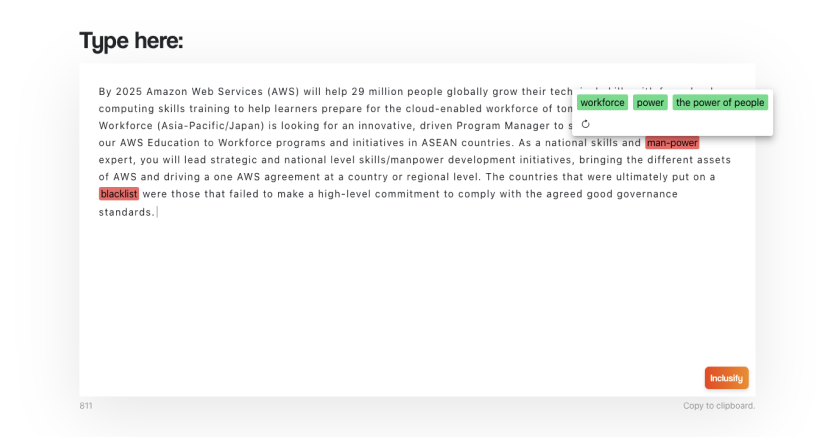 Type here:
By 2025 Amazon Web Services (AWS) will help 29 million people globally grow their
computing skills training to help learners prepare for the cloud-enabled workforce of
Workforce (Asia-Pacific/Japan) is looking for an innovative, driven Program Manager to
our AWS Education to Workforce programs and initiatives in ASEAN countries. As a national skills and man-power
expert, you will lead strategic and national level skills/manpower development initiatives, bringing the different assets
of AWS and driving a one AWS agreement at a country or regional level. The countries that were ultimately put on a
blacklist were those that failed to make a high-level commitment to comply with the agreed good governance
standards.
workforce power the power of people
Inclusify
811 Copy to clipboard.